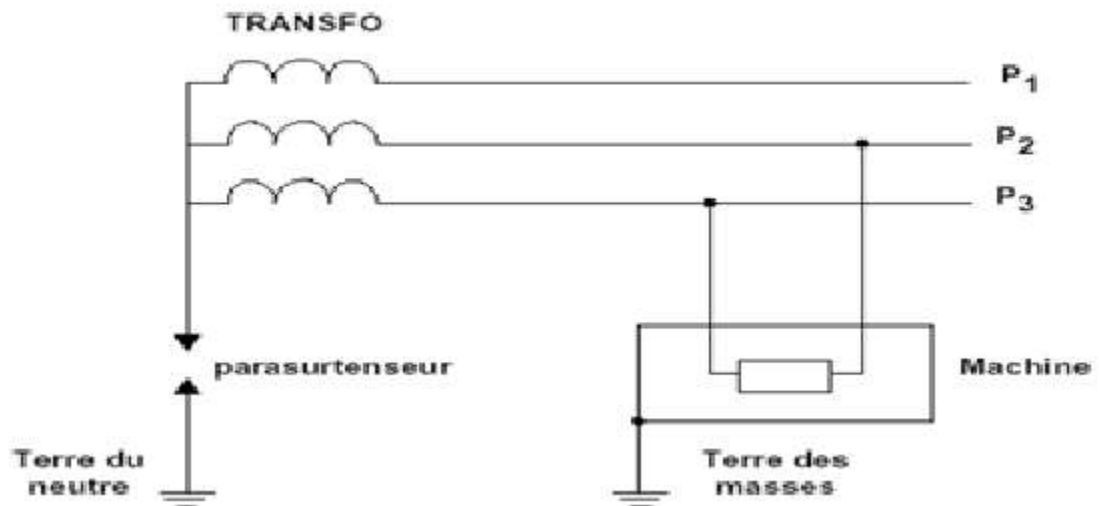 TRANSFO
P1
P2
P3
parasurtenseur
Machine
Terre du
neutre
Terre des
masses